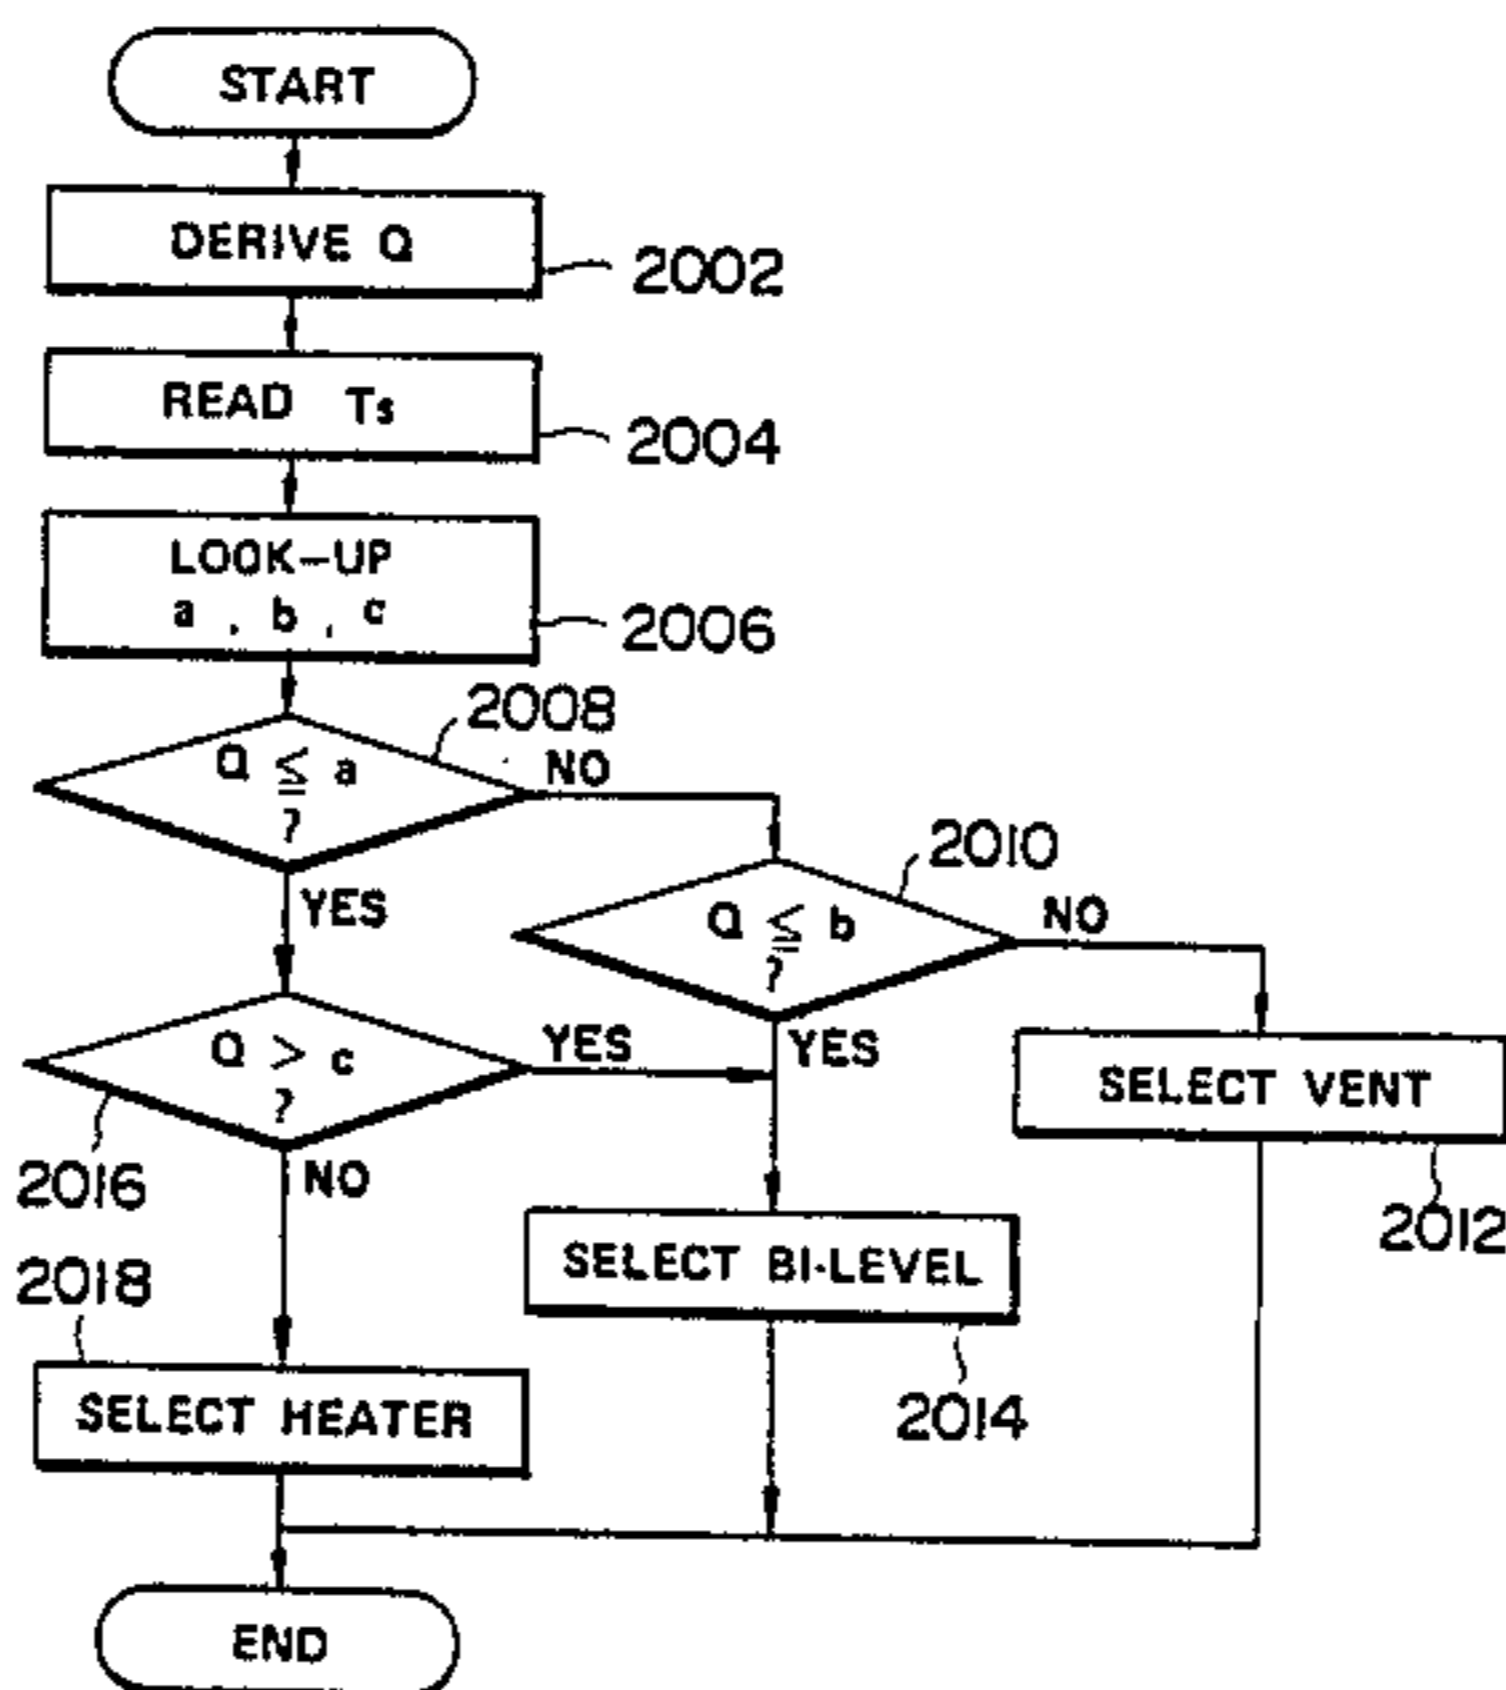 START
DERIVE Q
2002
READ Ts
2004
LOOK-UP
a , b , c
2006
2008
Q ≦ a
?
NO
YES
2010
Q ≦ b
?
NO
YES
Q > c
?
YES
NO
2016
SELECT VENT
2012
SELECT BI-LEVEL
2014
2018
SELECT HEATER
END